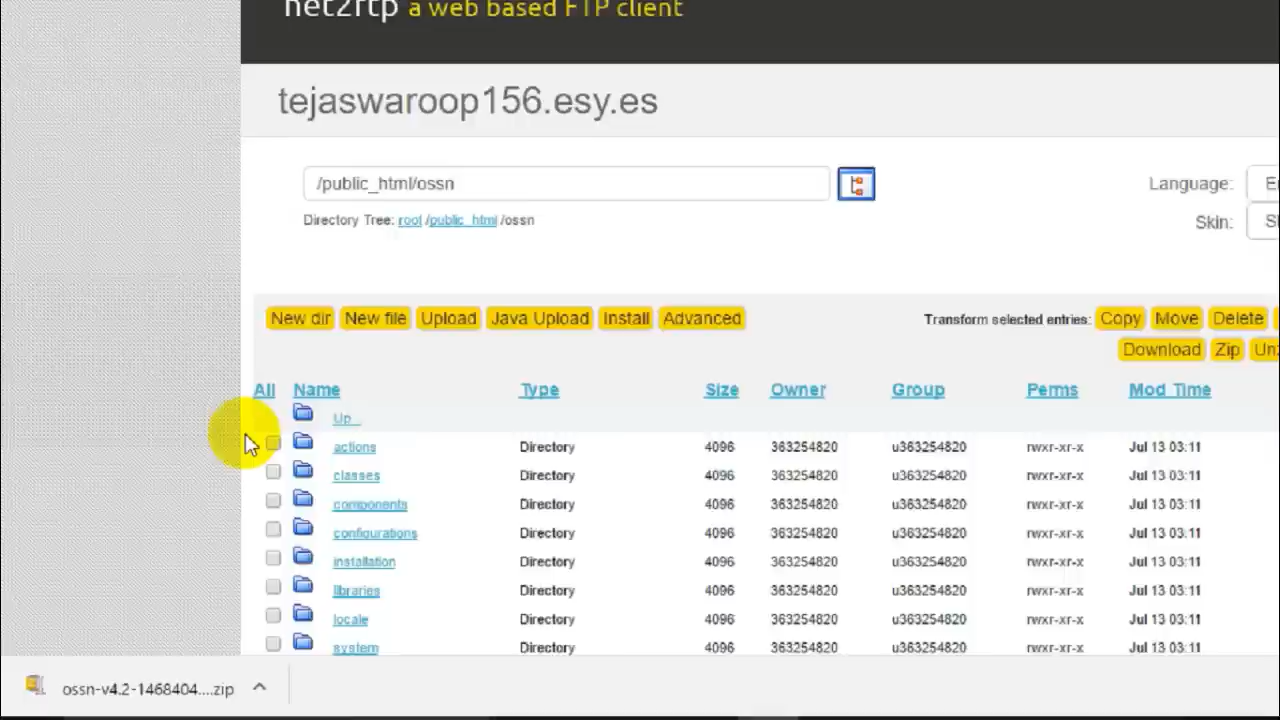 net2ftp a web based FTP client
tejaswaroop156.esy.es
/public_html/ossn
Language:
Directory Tree: root /public_html /ossn
Skin:
New dir New file Upload Java Upload Install Advanced Transform selected entries: Copy Move Delete
Download Zip
All Name Type Size Owner Group Perms Mod Time
Up
actions Directory 4096 363254820 u363254820 rwxr-xr-x Jul 13 03:11
classes Directory 4096 363254820 u363254820 rwxr-xr-x Jul 13 03:11
components Directory 4096 363254820 u363254820 rwxr-xr-x Jul 13 03:11
configurations Directory 4096 363254820 u363254820 rwxr-xr-x Jul 13 03:11
installation Directory 4096 363254820 u363254820 rwxr-xr-x Jul 13 03:11
libraries Directory 4096 363254820 u363254820 rwxr-xr-x Jul 13 03:11
locale Directory 4096 363254820 u363254820 rwxr-xr-x Jul 13 03:11
system Directory 4096 363254820 u363254820 rwxr-xr-x Jul 13 03:11
ossn-v4.2-1468404....zip